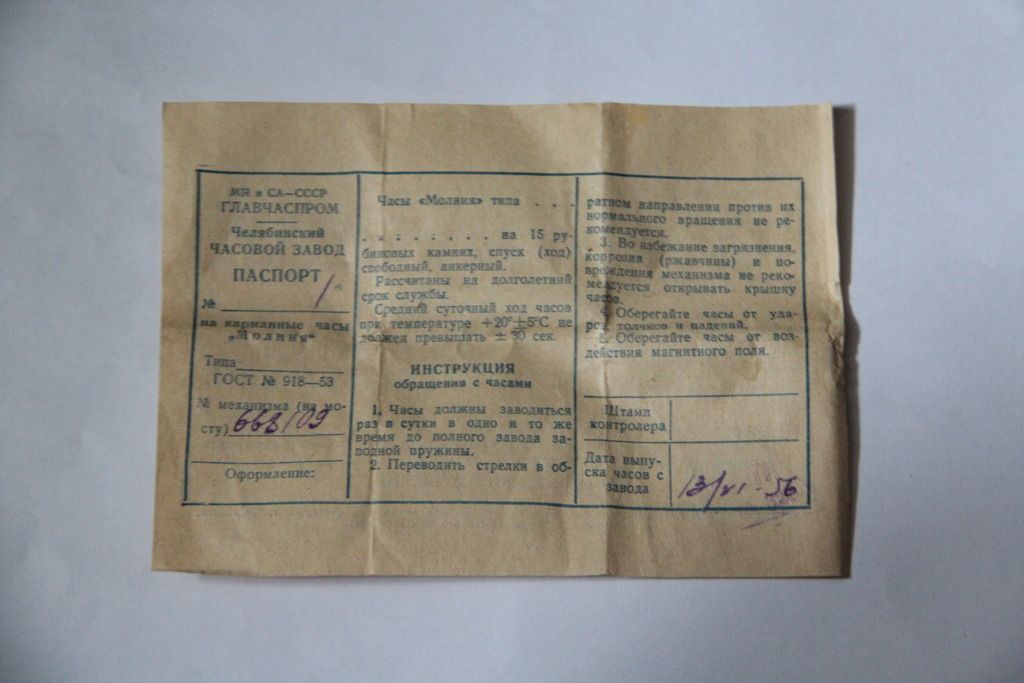 МП и СА—СССР
ГЛАВЧАСПРОМ
Челябинский
ЧАСОВОЙ ЗАВОД
ПАСПОРТ
№
на карманные часы
„Молния“
Типа
ГОСТ № 918—53
№ механизма (на мо-
сту) 668109
Оформление:
Часы «Молния» типа . . .
. . . . . . . . на 15 ру-
биновых камнях, спуск (ход)
свободный, анкерный.
Рассчитаны на долголетний
срок службы.
Средний суточный ход часов
при температуре +20°±5°С не
должен превышать ± 30 сек.
ИНСТРУКЦИЯ
обращения с часами
1. Часы должны заводиться
раз в сутки в одно и то же
время до полного завода за-
водной пружины.
2. Переводить стрелки в об-
ратном направлении против их
нормального вращения не ре-
комендуется.
3. Во избежание загрязнения,
коррозии (ржавчины) и по-
вреждения механизма не реко-
мендуется открывать крышку
часов.
4. Оберегайте часы от уда-
ров, толчков и падений.
5. Оберегайте часы от воз-
действия магнитного поля.
Штамп
контролера
Дата выпу-
ска часов с
завода
13/VI - 56